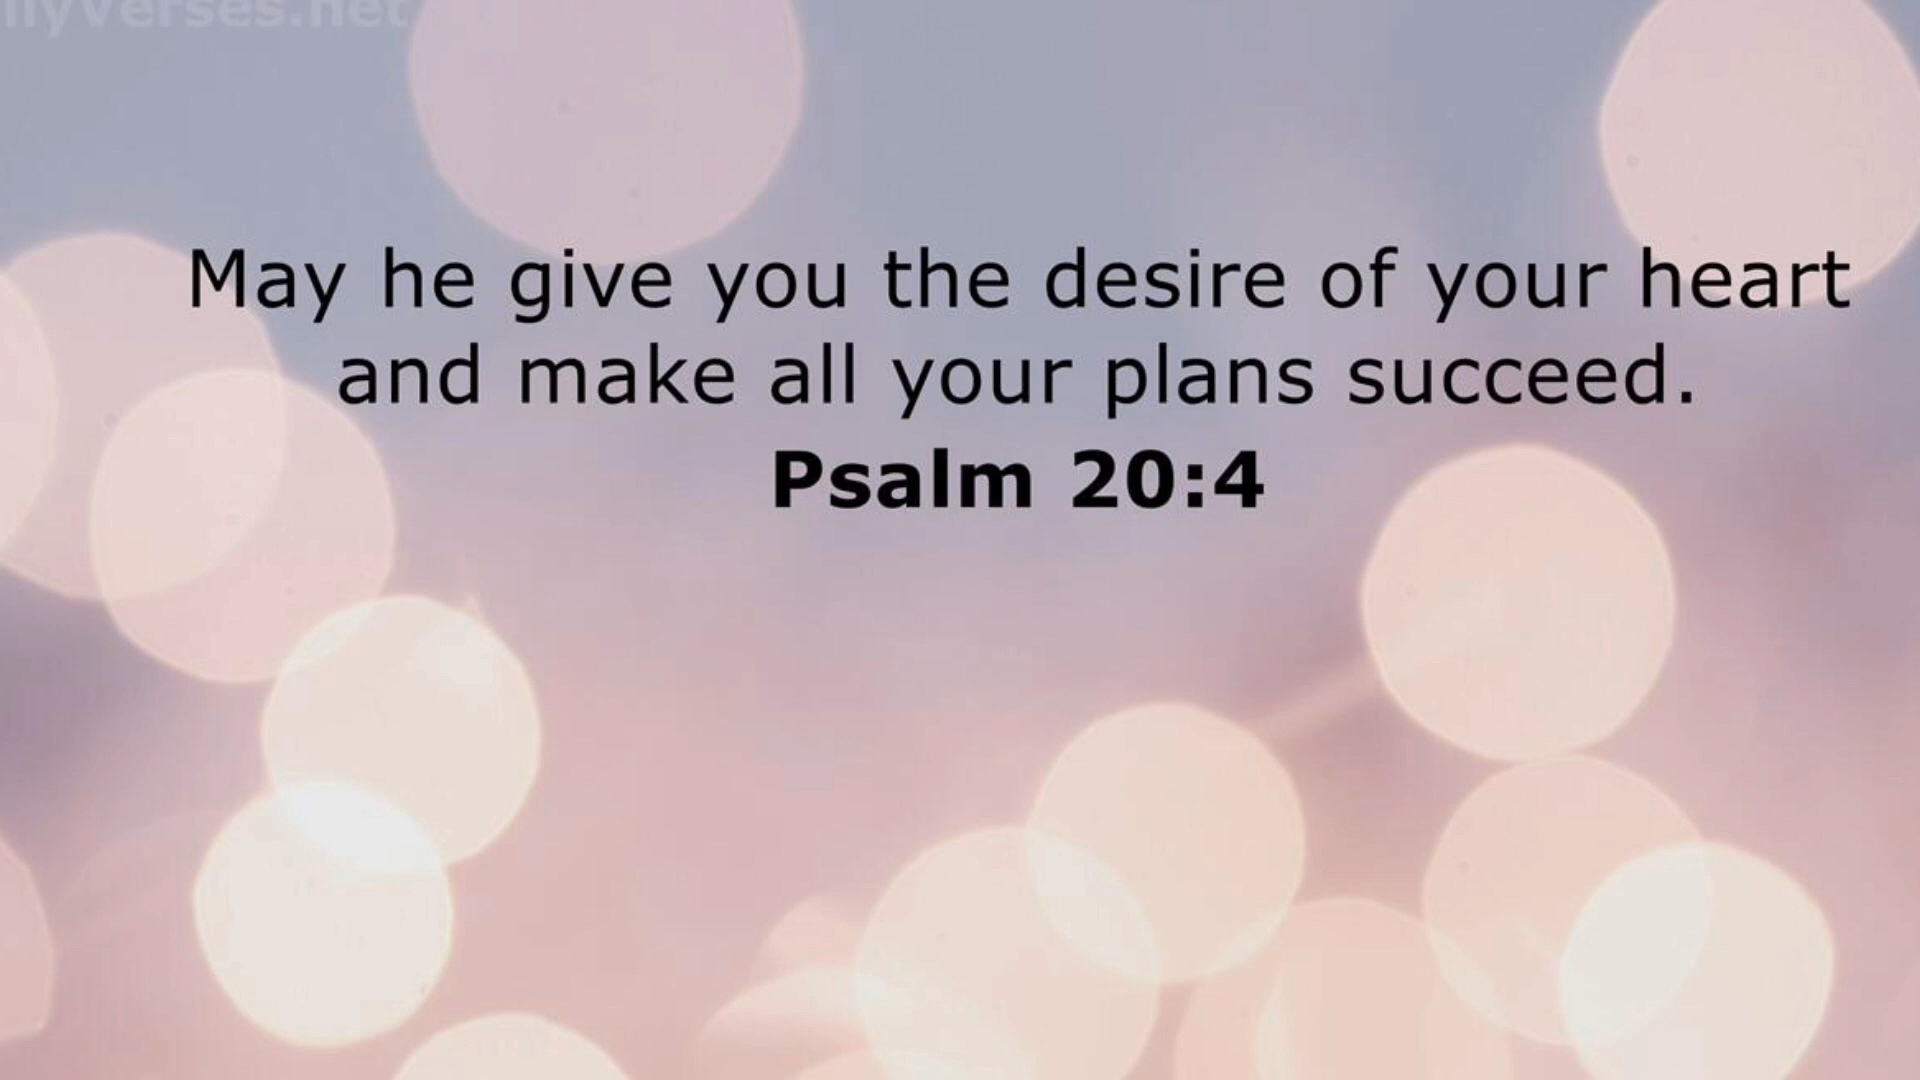 May he give you the desire of your heart
and make all your plans succeed.
Psalm 20:4